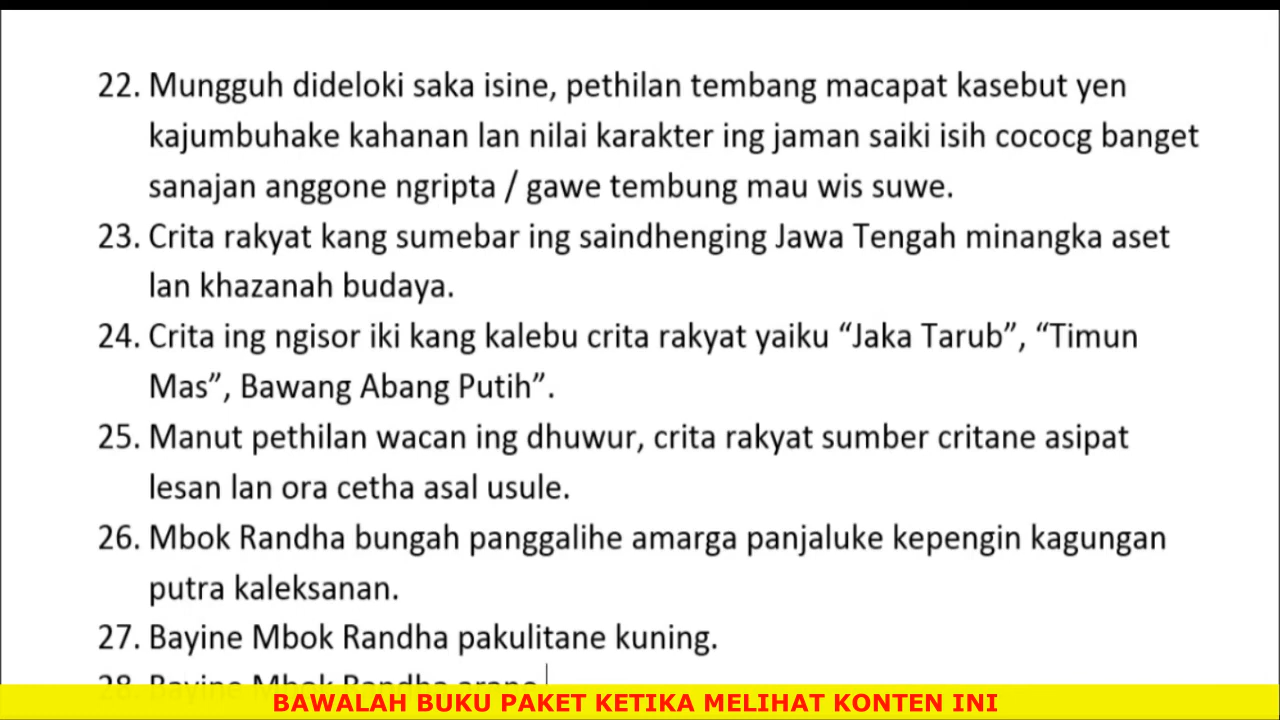 22. Mungguh dideloki saka isine, pethilan tembang macapat kasebut yen
kajumbuhake kahanan lan nilai karakter ing jaman saiki isih cococg banget
sanajan anggone ngripta / gawe tembung mau wis suwe.
23. Crita rakyat kang sumebar ing saindhenging Jawa Tengah minangka aset
lan khazanah budaya.
24. Crita ing ngisor iki kang kalebu crita rakyat yaiku “Jaka Tarub”, “Timun
Mas”, Bawang Abang Putih”.
25. Manut pethilan wacan ing dhuwur, crita rakyat sumber critane asipat
lesan lan ora cetha asal usule.
26. Mbok Randha bungah panggalihe amarga panjaluke kepengin kagungan
putra kaleksanan.
27. Bayine Mbok Randha pakulitane kuning.
28. Bayine Mbok Randha arane
BAWALAH BUKU PAKET KETIKA MELIHAT KONTEN INI